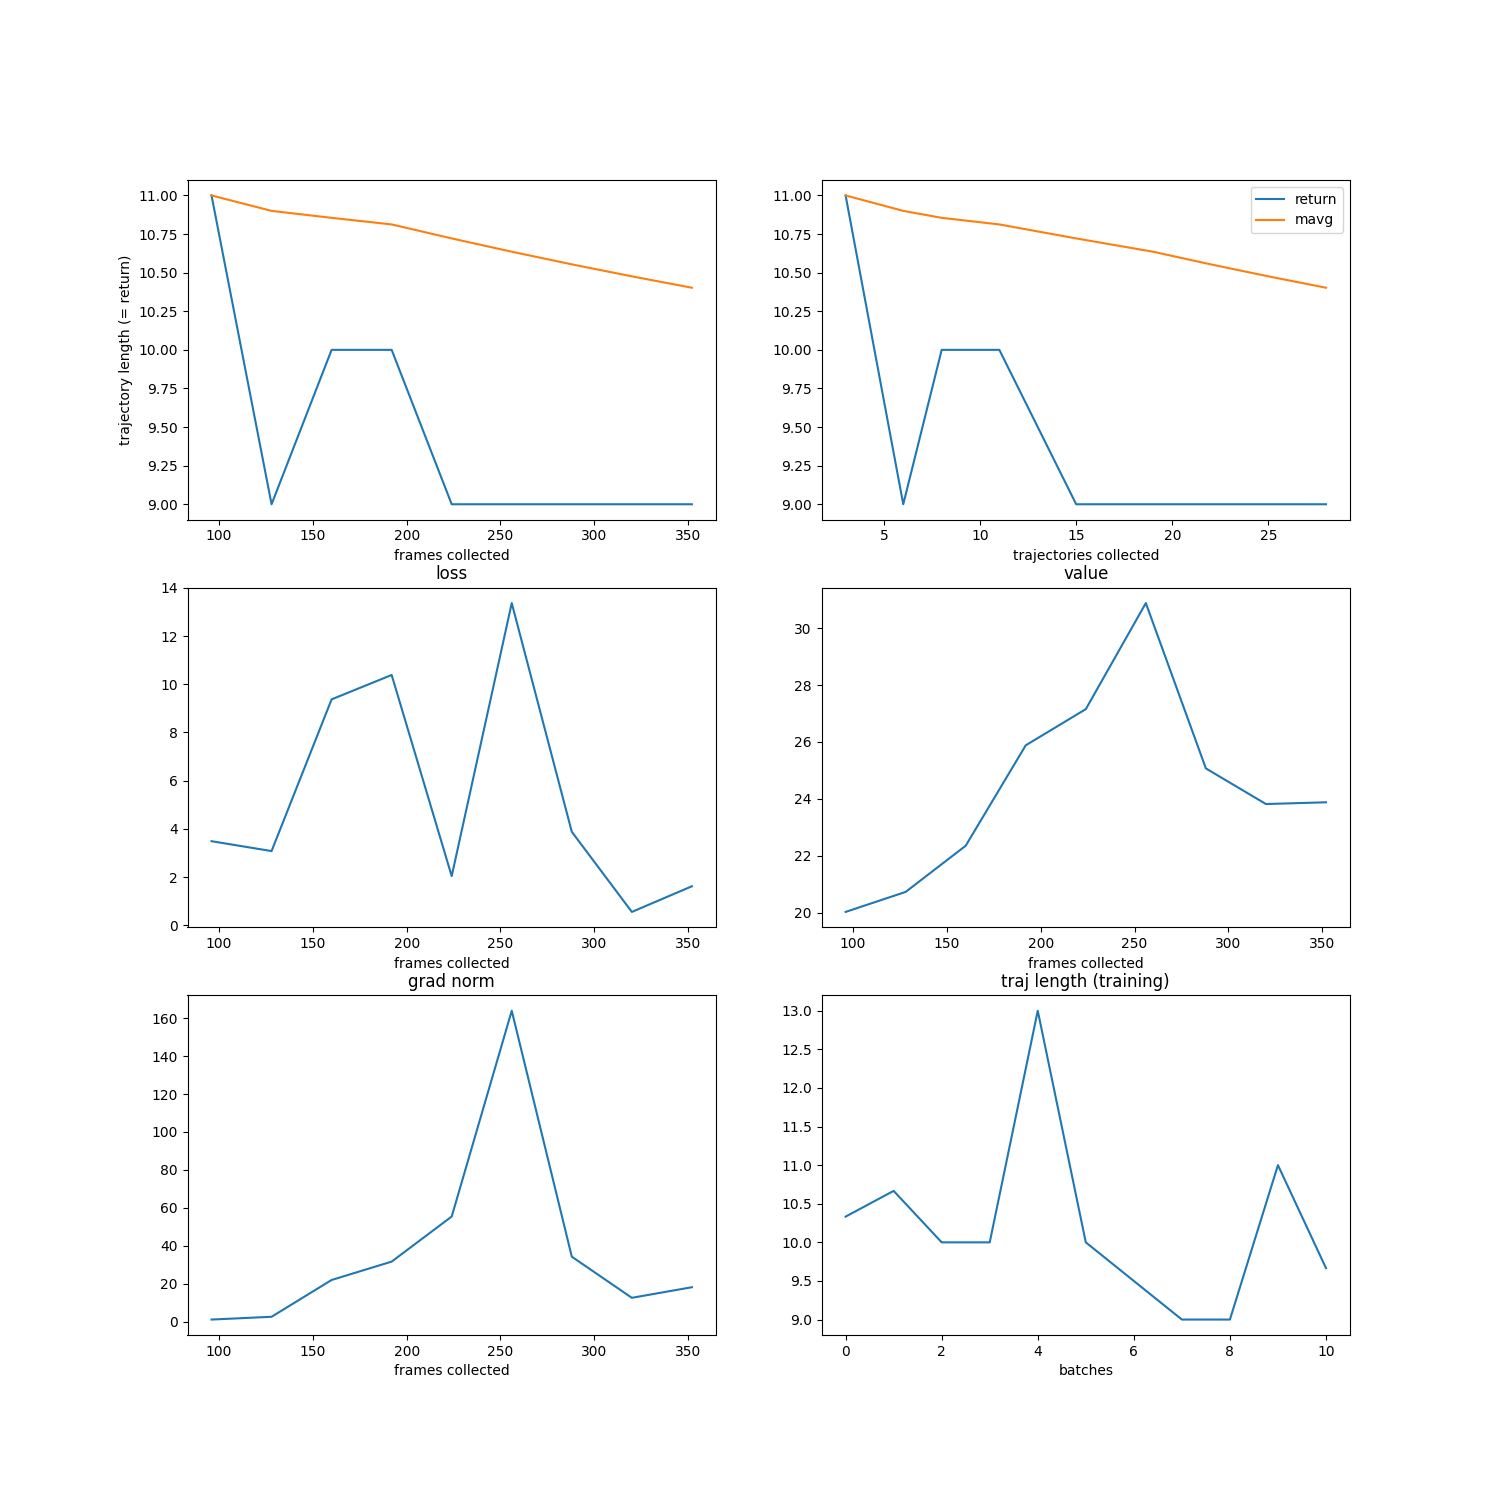 11.00
10.75
10.50
10.25
10.00
9.75
9.50
9.25
9.00
trajectory length (= return)
100 150 200 250 300 350
frames collected
return
mavg
11.00
10.75
10.50
10.25
10.00
9.75
9.50
9.25
9.00
5 10 15 20 25
trajectories collected
loss
14
12
10
8
6
4
2
0
100 150 200 250 300 350
frames collected
value
30
28
26
24
22
20
100 150 200 250 300 350
frames collected
grad norm
160
140
120
100
80
60
40
20
0
100 150 200 250 300 350
frames collected
traj length (training)
13.0
12.5
12.0
11.5
11.0
10.5
10.0
9.5
9.0
0 2 4 6 8 10
batches